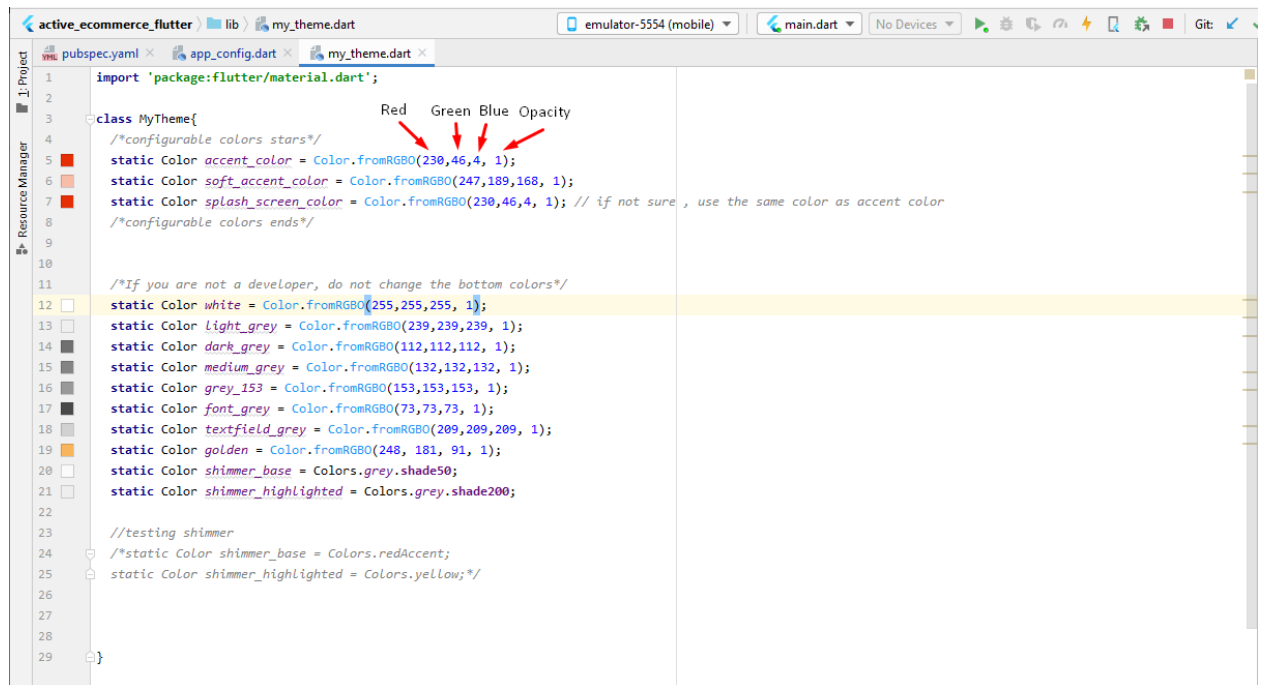 active_ecommerce_flutter lib my_theme.dart emulator-5554 (mobile) main.dart No Devices Git:
pubspec.yaml app_config.dart my_theme.dart
1: Project
Resource Manager
Red Green Blue Opacity
1 import 'package:flutter/material.dart';
2
3 class MyTheme{
4 /*configurable colors stars*/
5 static Color accent_color = Color.fromRGBO(230,46,4, 1);
6 static Color soft_accent_color = Color.fromRGBO(247,189,168, 1);
7 static Color splash_screen_color = Color.fromRGBO(230,46,4, 1); // if not sure , use the same color as accent color
8 /*configurable colors ends*/
9
10
11 /*If you are not a developer, do not change the bottom colors*/
12 static Color white = Color.fromRGBO(255,255,255, 1);
13 static Color light_grey = Color.fromRGBO(239,239,239, 1);
14 static Color dark_grey = Color.fromRGBO(112,112,112, 1);
15 static Color medium_grey = Color.fromRGBO(132,132,132, 1);
16 static Color grey_153 = Color.fromRGBO(153,153,153, 1);
17 static Color font_grey = Color.fromRGBO(73,73,73, 1);
18 static Color textfield_grey = Color.fromRGBO(209,209,209, 1);
19 static Color golden = Color.fromRGBO(248, 181, 91, 1);
20 static Color shimmer_base = Colors.grey.shade50;
21 static Color shimmer_highlighted = Colors.grey.shade200;
22
23 //testing shimmer
24 /*static Color shimmer_base = Colors.redAccent;
25 static Color shimmer_highlighted = Colors.yellow;*/
26
27
28
29 }